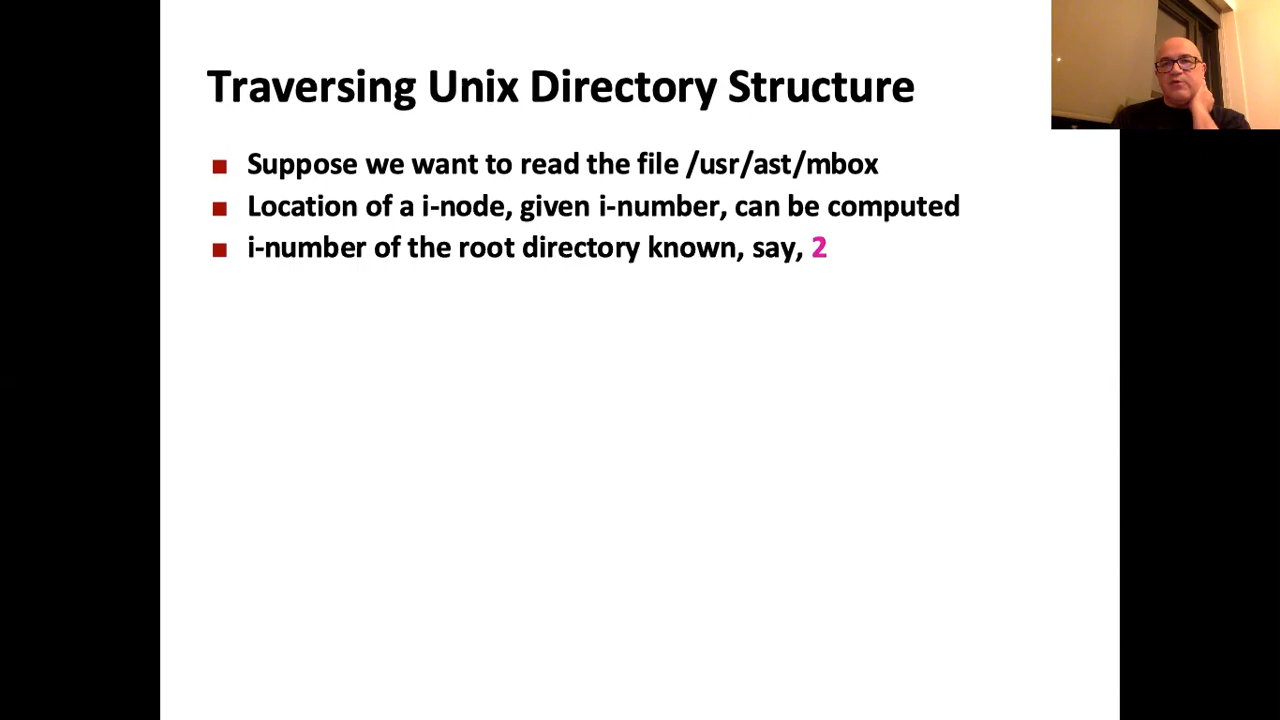 Traversing Unix Directory Structure
Suppose we want to read the file /usr/ast/mbox
Location of a i-node, given i-number, can be computed
i-number of the root directory known, say, 2